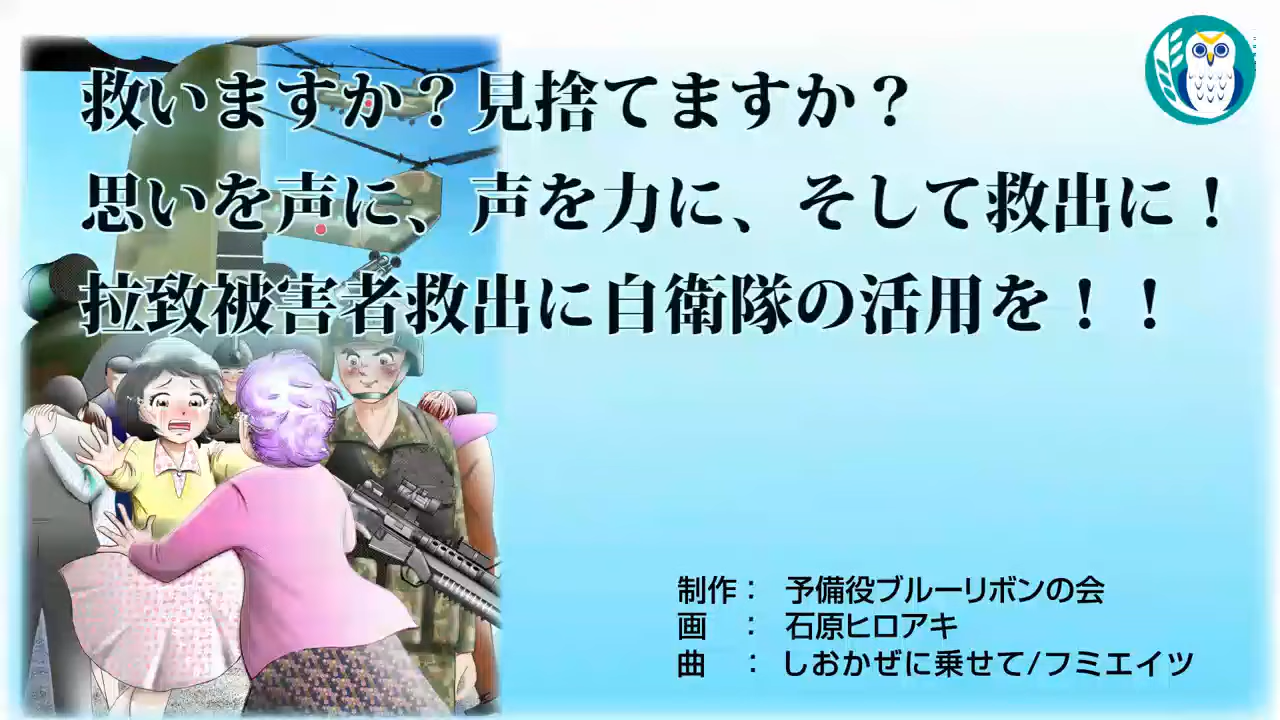 救いますか？見捨てますか？
思いを声に、声を力に、そして救出に！
拉致被害者救出に自衛隊の活用を！！
制作： 予備役ブルーリボンの会
画 ： 石原ヒロアキ
曲 ： しおかぜに乗せて/フミエイツ